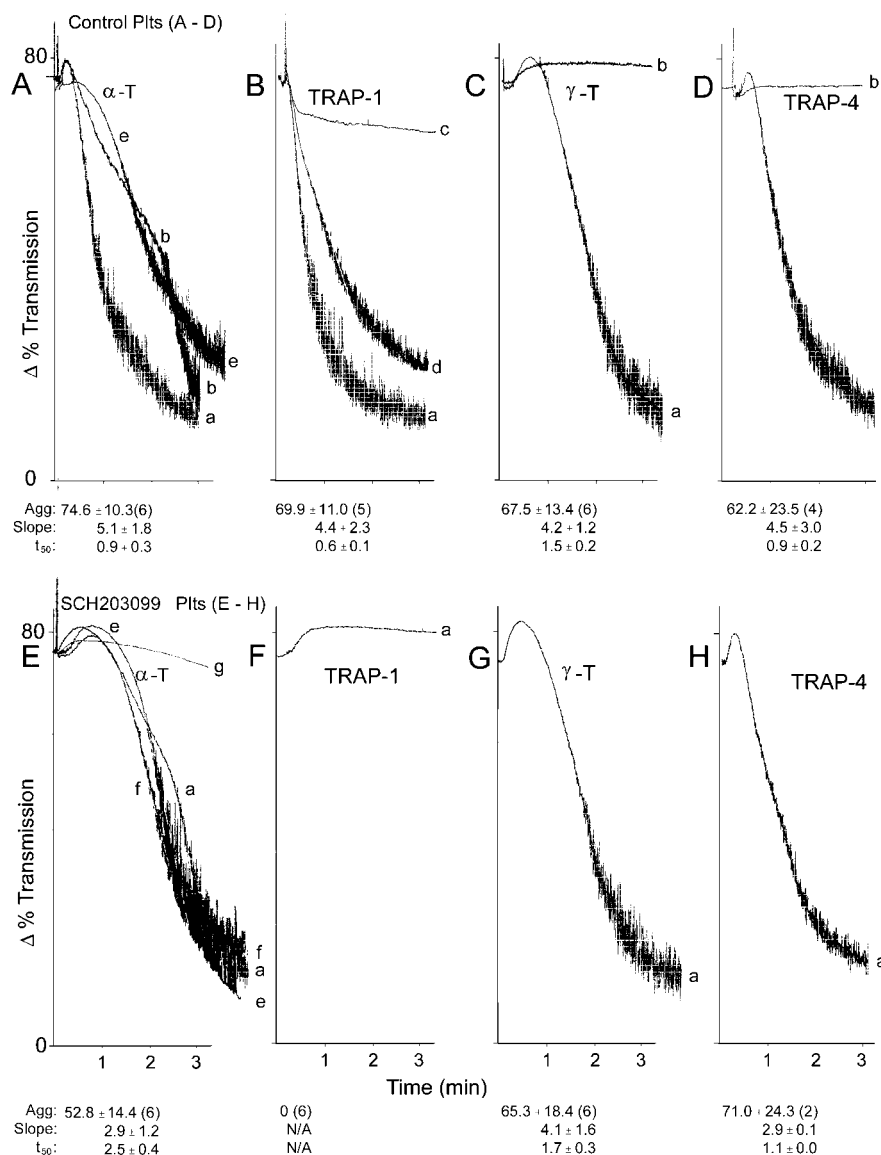 Control Plts (A - D)
80
A
α-T
e
b
e
b
a
B
TRAP-1
c
d
a
C
γ-T
b
a
D
TRAP-4
b
a
Δ % Transmission
0
Agg: 74.6 ± 10.3(6) 69.9 ± 11.0 (5) 67.5 ± 13.4 (6) 62.2 ± 23.5 (4)
Slope: 5.1 ± 1.8 4.4 + 2.3 4.2 + 1.2 4.5 ± 3.0
t₅₀: 0.9 + 0.3 0.6 ± 0.1 1.5 ± 0.2 0.9 ± 0.2
SCH203099 Plts (E - H)
80
E
e
α-T
g
f
a
f
a
e
F
a
TRAP-1
G
γ-T
a
H
TRAP-4
a
Δ % Transmission
0
1 2 3 1 2 3 1 2 3 1 2 3
Time (min)
Agg: 52.8 ± 14.4 (6) 0 (6) 65.3 + 18.4 (6) 71.0 ± 24.3 (2)
Slope: 2.9 ± 1.2 N/A 4.1 ± 1.6 2.9 ± 0.1
t₅₀: 2.5 ± 0.4 N/A 1.7 ± 0.3 1.1 ± 0.0